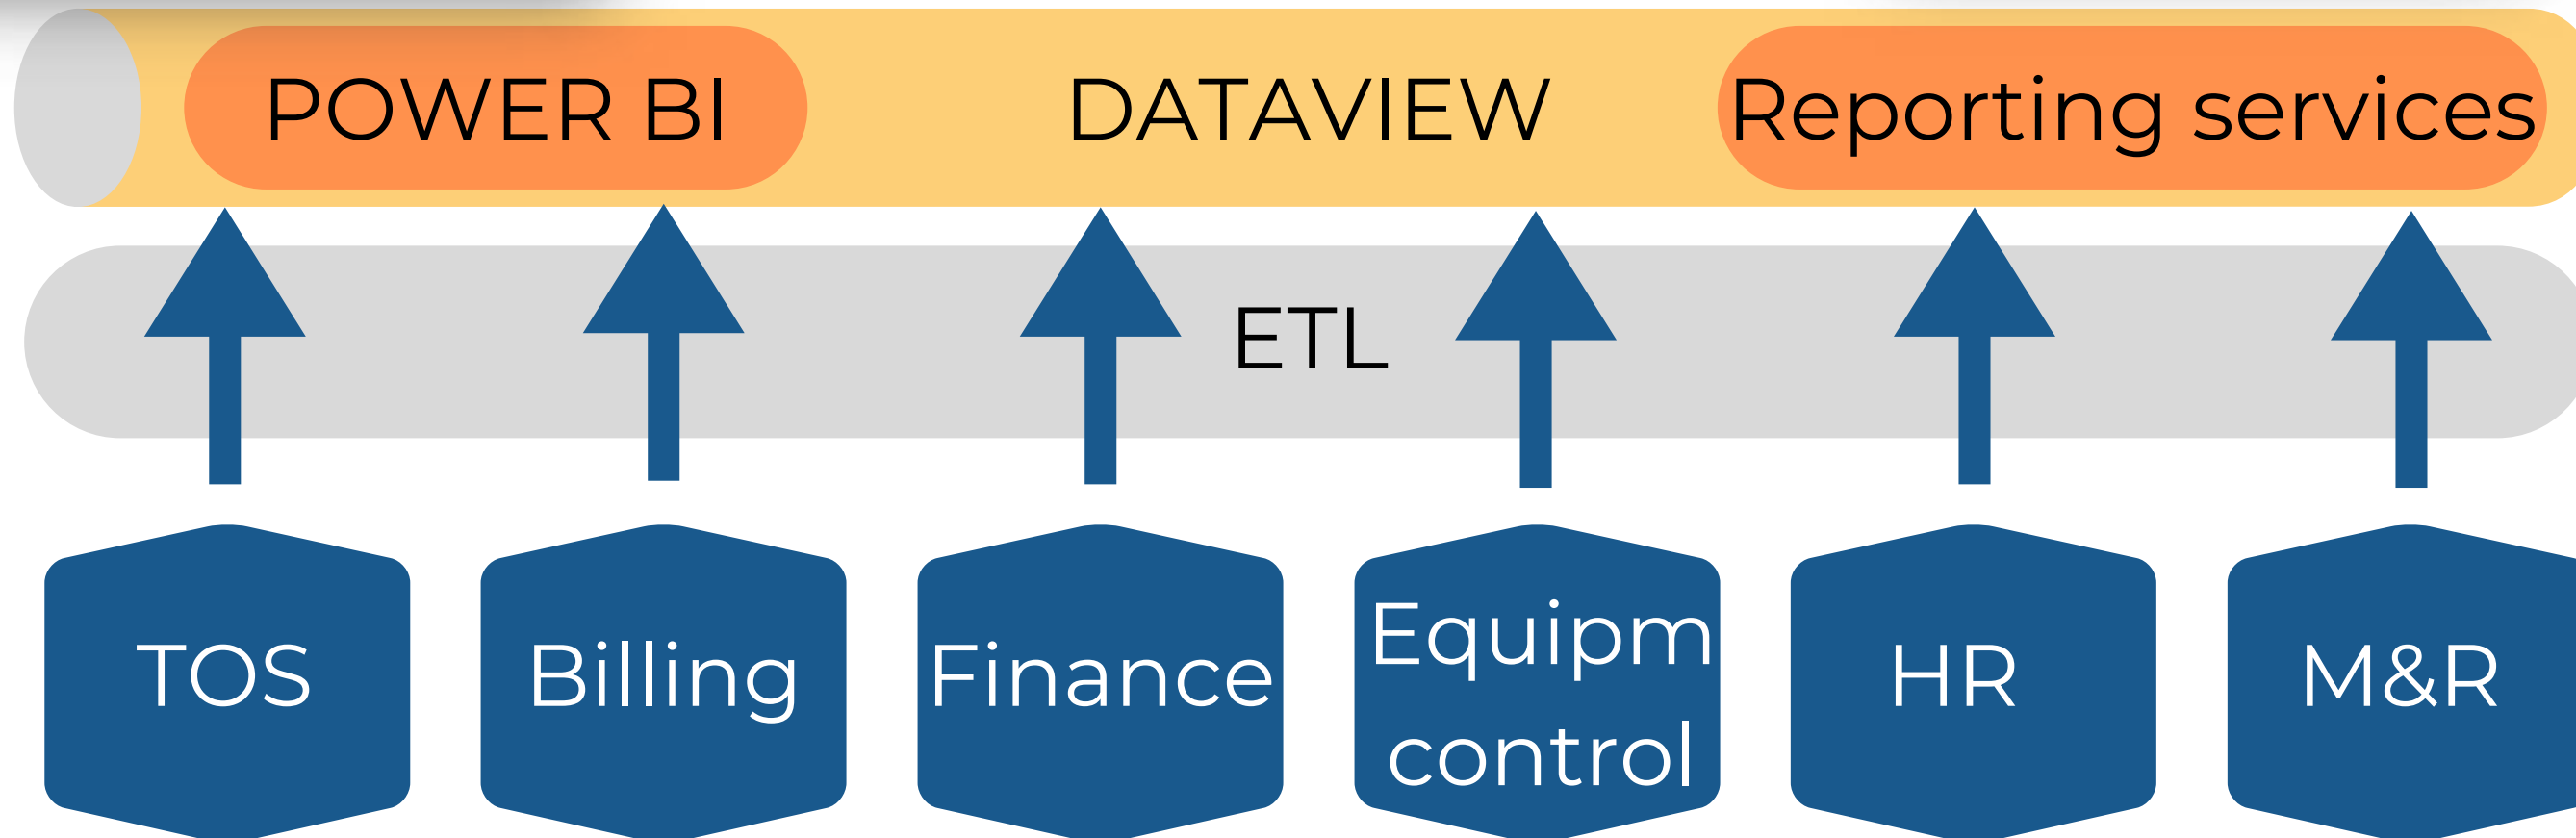 POWER BI
DATAVIEW
Reporting services
ETL
TOS
Billing
Finance
Equipm
control
HR
M&R